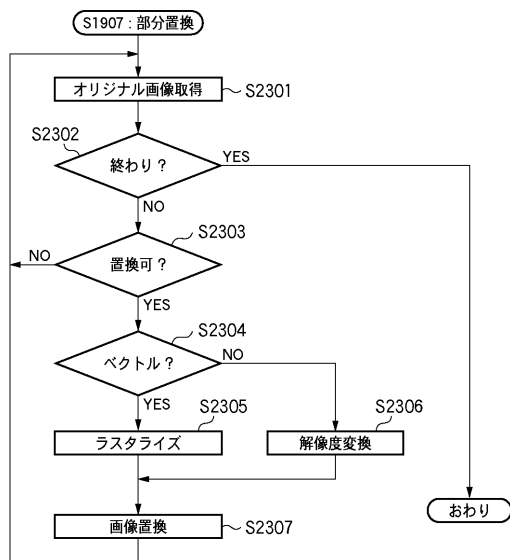 S1907:部分置換
オリジナル画像取得
S2301
S2302
終わり?
YES
NO
S2303
置換可?
NO
YES
S2304
ベクトル?
NO
YES
S2305
ラスタライズ
S2306
解像度変換
画像置換
S2307
おわり